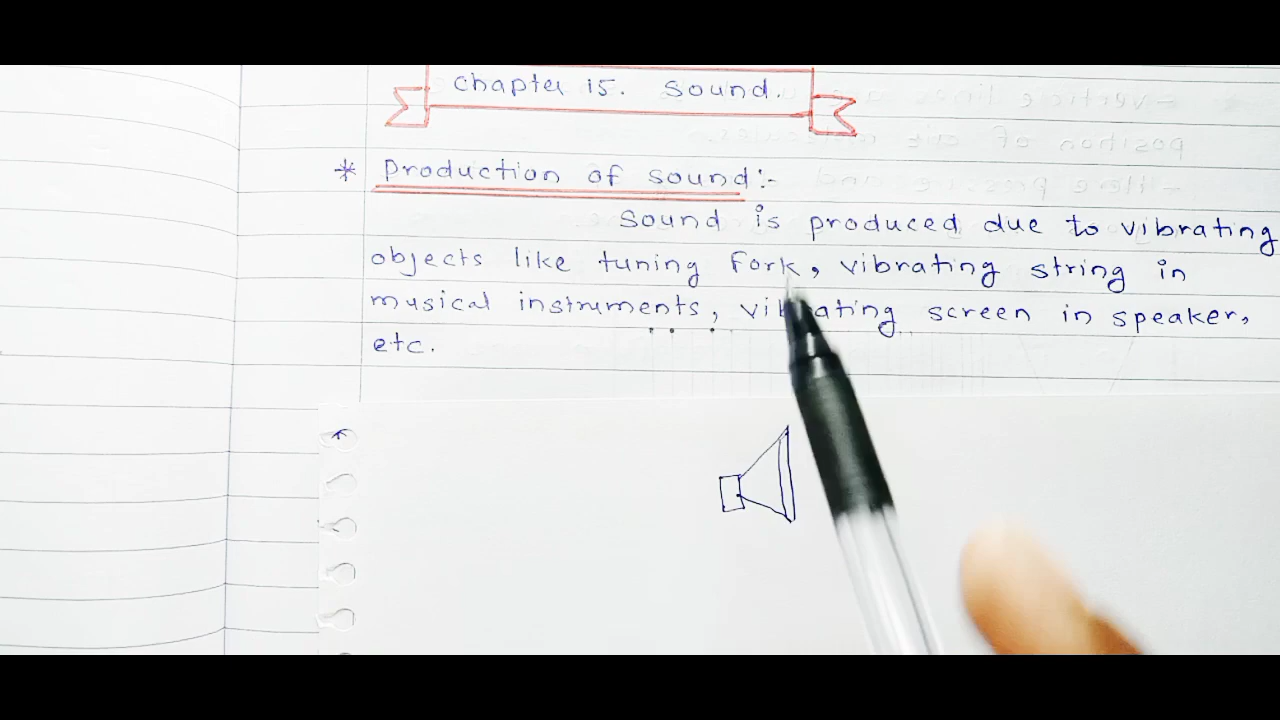 chapter 15. Sound.
* Production of sound:-
Sound is produced due to vibrating
objects like tuning fork, vibrating string in
musical instruments, vibrating screen in speaker,
etc.